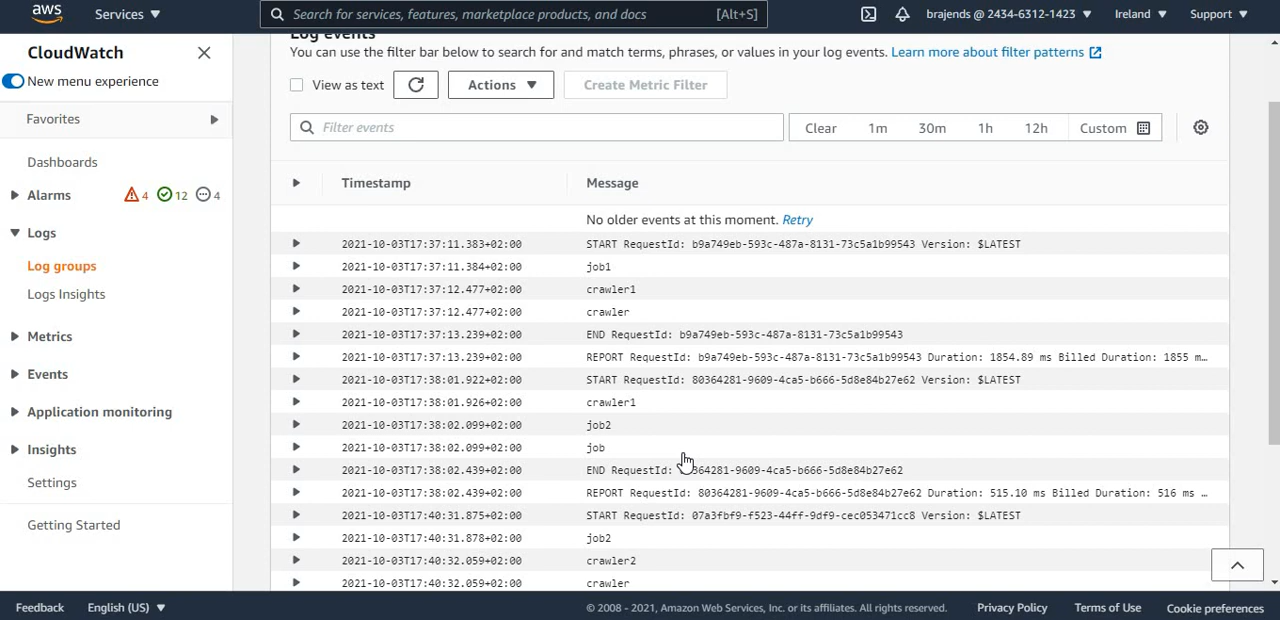 aws
Services
Search for services, features, marketplace products, and docs [Alt+S]
brajends @ 2434-6312-1423
Ireland
Support
CloudWatch
New menu experience
Favorites
Dashboards
Alarms 4 12 4
Logs
Log groups
Logs Insights
Metrics
Events
Application monitoring
Insights
Settings
Getting Started
Log events
You can use the filter bar below to search for and match terms, phrases, or values in your log events. Learn more about filter patterns
View as text
Actions
Create Metric Filter
Filter events
Clear 1m 30m 1h 12h Custom
Timestamp Message
No older events at this moment. Retry
2021-10-03T17:37:11.383+02:00 START RequestId: b9a749eb-593c-487a-8131-73c5a1b99543 Version: $LATEST
2021-10-03T17:37:11.384+02:00 job1
2021-10-03T17:37:12.477+02:00 crawler1
2021-10-03T17:37:12.477+02:00 crawler
2021-10-03T17:37:13.239+02:00 END RequestId: b9a749eb-593c-487a-8131-73c5a1b99543
2021-10-03T17:37:13.239+02:00 REPORT RequestId: b9a749eb-593c-487a-8131-73c5a1b99543 Duration: 1854.89 ms Billed Duration: 1855 m…
2021-10-03T17:38:01.922+02:00 START RequestId: 80364281-9609-4ca5-b666-5d8e84b27e62 Version: $LATEST
2021-10-03T17:38:01.926+02:00 crawler1
2021-10-03T17:38:02.099+02:00 job2
2021-10-03T17:38:02.099+02:00 job
2021-10-03T17:38:02.439+02:00 END RequestId: 364281-9609-4ca5-b666-5d8e84b27e62
2021-10-03T17:38:02.439+02:00 REPORT RequestId: 80364281-9609-4ca5-b666-5d8e84b27e62 Duration: 515.10 ms Billed Duration: 516 ms …
2021-10-03T17:40:31.875+02:00 START RequestId: 07a3fbf9-f523-44ff-9df9-cec053471cc8 Version: $LATEST
2021-10-03T17:40:31.878+02:00 job2
2021-10-03T17:40:32.059+02:00 crawler2
2021-10-03T17:40:32.059+02:00 crawler
Feedback English (US)
© 2008 - 2021, Amazon Web Services, Inc. or its affiliates. All rights reserved. Privacy Policy Terms of Use Cookie preferences